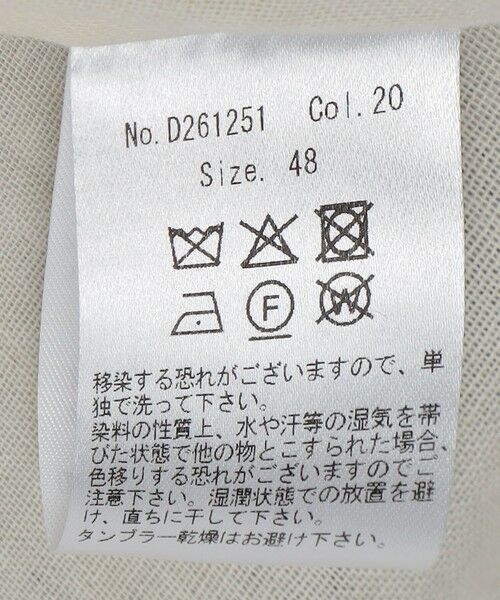 No. D261251 Col. 20
Size. 48
F
W
移染する恐れがございますので、単
独で洗って下さい。
染料の性質上、水や汗等の湿気を帯
びた状態で他の物とこすられた場合、
色移りする恐れがございますのでご
注意下さい。湿潤状態での放置を避
け、直ちに干して下さい。
タンブラー乾燥はお避け下さい。